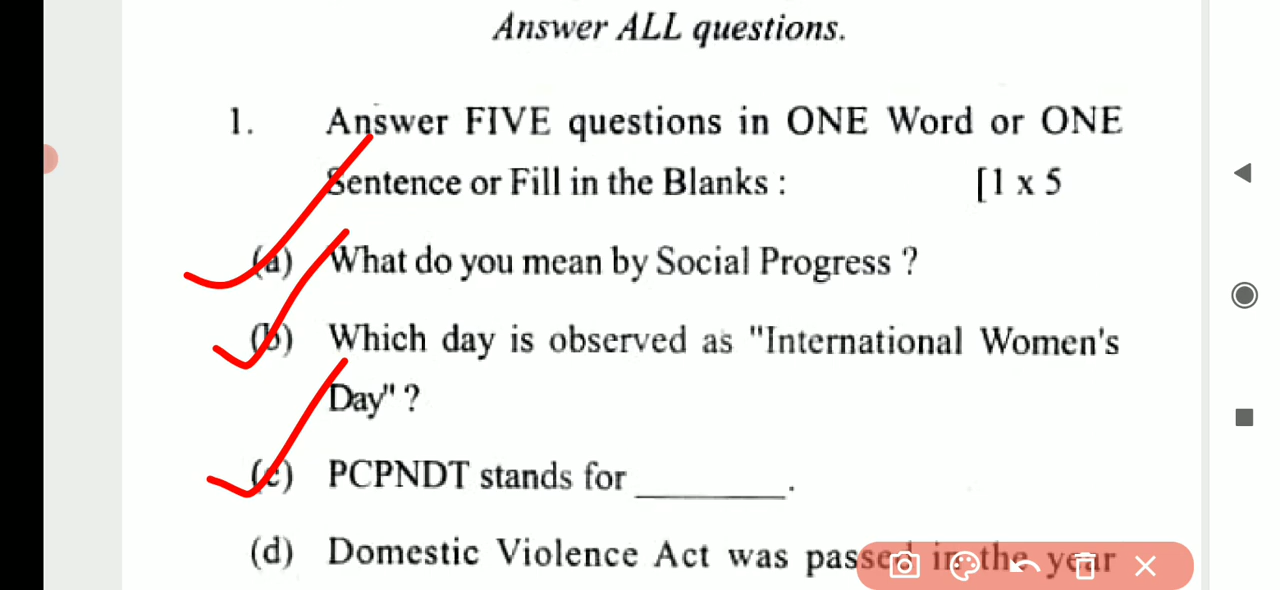 Answer ALL questions.
1. Answer FIVE questions in ONE Word or ONE
Sentence or Fill in the Blanks : [1 x 5
(a) What do you mean by Social Progress ?
(b) Which day is observed as "International Women's
Day" ?
(c) PCPNDT stands for ________.
(d) Domestic Violence Act was passed in the year